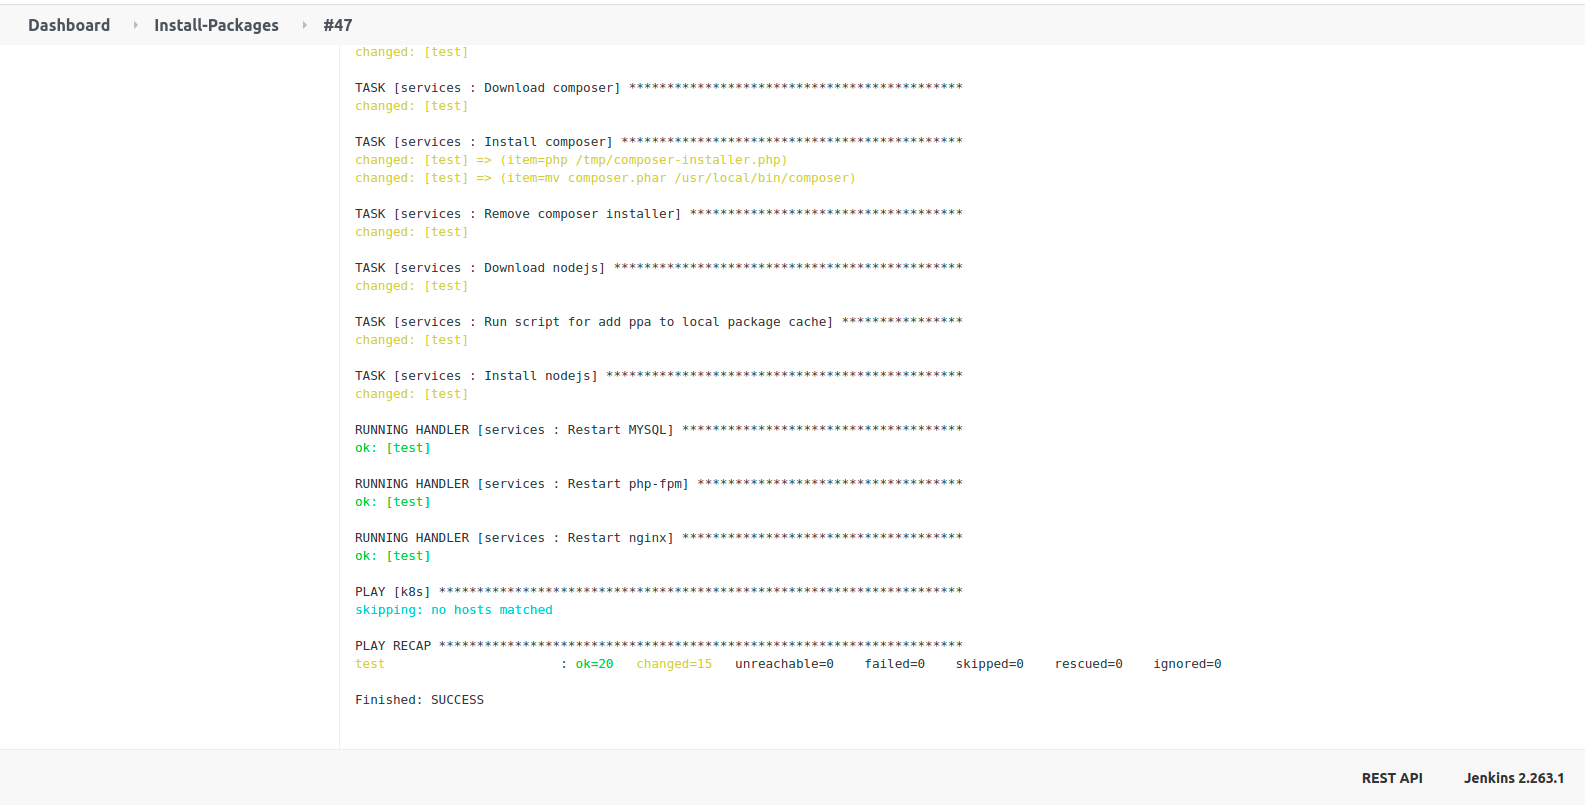 Dashboard Install-Packages #47
changed: [test]
TASK [services : Download composer] ********************************************
changed: [test]
TASK [services : Install composer] *********************************************
changed: [test] => (item=php /tmp/composer-installer.php)
changed: [test] => (item=mv composer.phar /usr/local/bin/composer)
TASK [services : Remove composer installer] ************************************
changed: [test]
TASK [services : Download nodejs] **********************************************
changed: [test]
TASK [services : Run script for add ppa to local package cache] ****************
changed: [test]
TASK [services : Install nodejs] ***********************************************
changed: [test]
RUNNING HANDLER [services : Restart MYSQL] *************************************
ok: [test]
RUNNING HANDLER [services : Restart php-fpm] ***********************************
ok: [test]
RUNNING HANDLER [services : Restart nginx] *************************************
ok: [test]
PLAY [k8s] *********************************************************************
skipping: no hosts matched
PLAY RECAP *********************************************************************
test : ok=20 changed=15 unreachable=0 failed=0 skipped=0 rescued=0 ignored=0
Finished: SUCCESS
REST API Jenkins 2.263.1